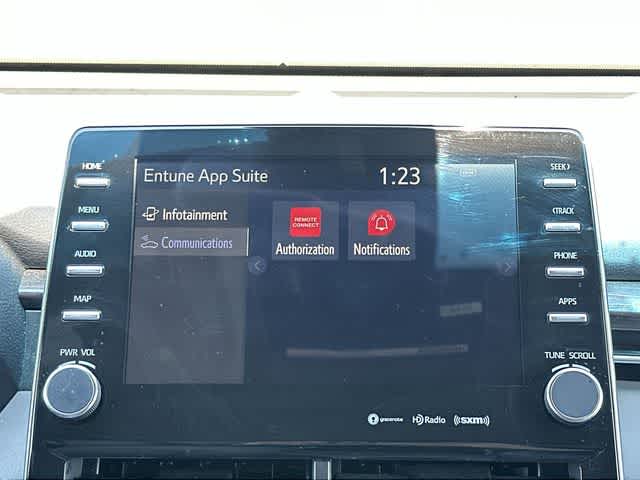 HOME
MENU
AUDIO
MAP
PWR VOL
Entune App Suite 1:23
Infotainment
Communications
REMOTE
CONNECT
Authorization
Notifications
SEEK >
< TRACK
PHONE
APPS
TUNE SCROLL
gracenote HD Radio ((sxm))